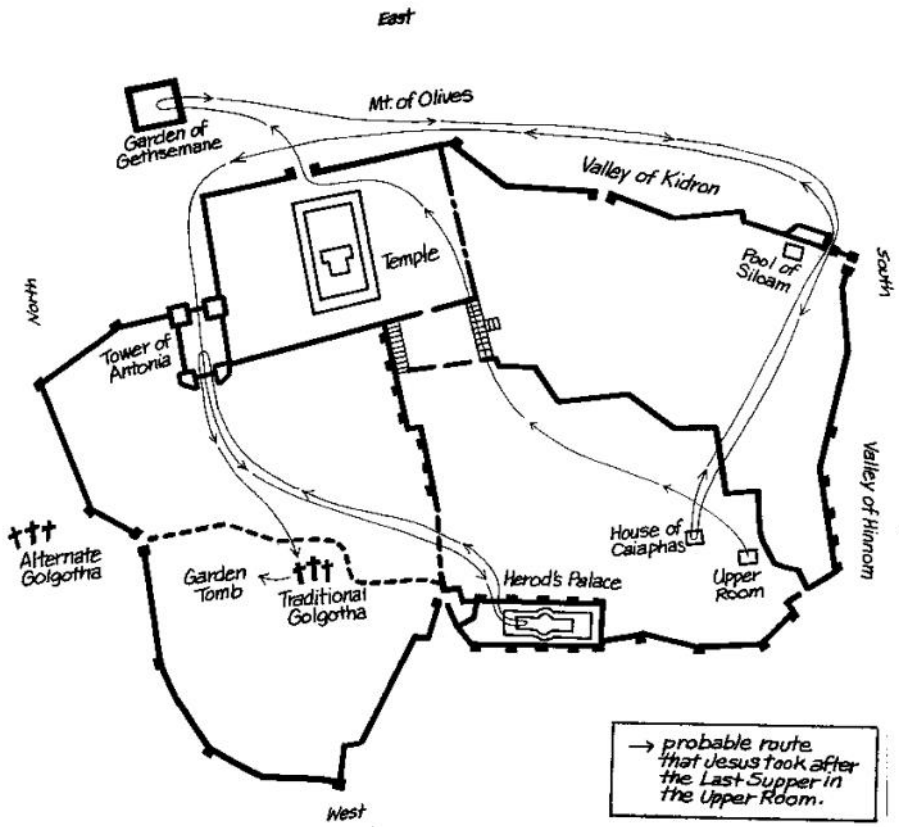 East
Mt. of Olives
Garden of
Gethsemane
Valley of Kidron
Temple
Pool of
Siloam
South
North
Tower of
Antonia
Valley of Hinnom
House of
Caiaphas
Upper
Room
Alternate
Golgotha
Garden
Tomb
Traditional
Golgotha
Herod's Palace
→ probable route
that Jesus took after
the Last Supper in
the Upper Room.
West